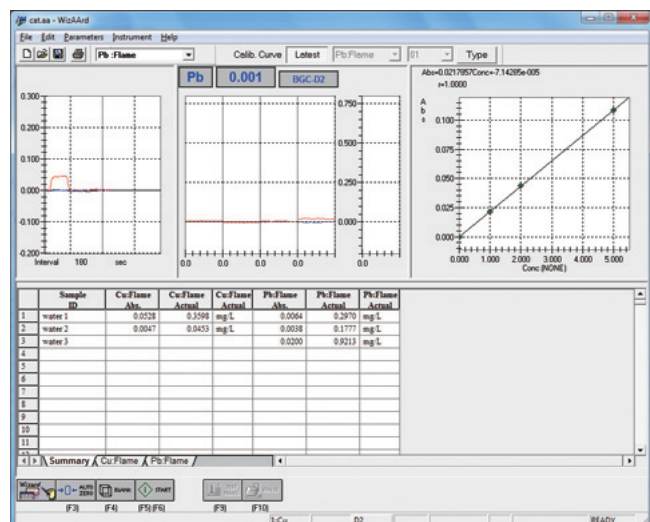 cat.aa - WizAArd
File Edit Parameters Instrument Help
Pb :Flame Calib. Curve Latest Pb:Flame 01 Type
Pb 0.001 BGC-D2
Abs=0.0217857Conc+-7.14285e-005
r=1.0000
0.300
0.200
0.100
0.000
-0.100
-0.200
Interval 180 sec
0.750
0.500
0.250
0.000
0.0 0.0 0.0 0.0 0.0
Abs
0.100
0.075
0.050
0.025
0.000
0.000 1.000 2.000 3.000 4.000 5.000
Conc (NONE)
Sample ID Cu:Flame Abs. Cu:Flame Actual Cu:Flame Pb:Flame Abs. Pb:Flame Actual Pb:Flame
1 water 1 0.0528 0.3598 mg/L 0.0064 0.2970 mg/L
2 water 2 0.0047 0.0453 mg/L 0.0038 0.1777 mg/L
3 water 3 0.0200 0.9213 mg/L
4
5
6
7
8
9
10
11
Summary Cu:Flame Pb:Flame
Wizard AUTO ZERO BLANK START
(F3) (F4) (F5):(F6) (F9) (F10)
1:Cu D2 READY